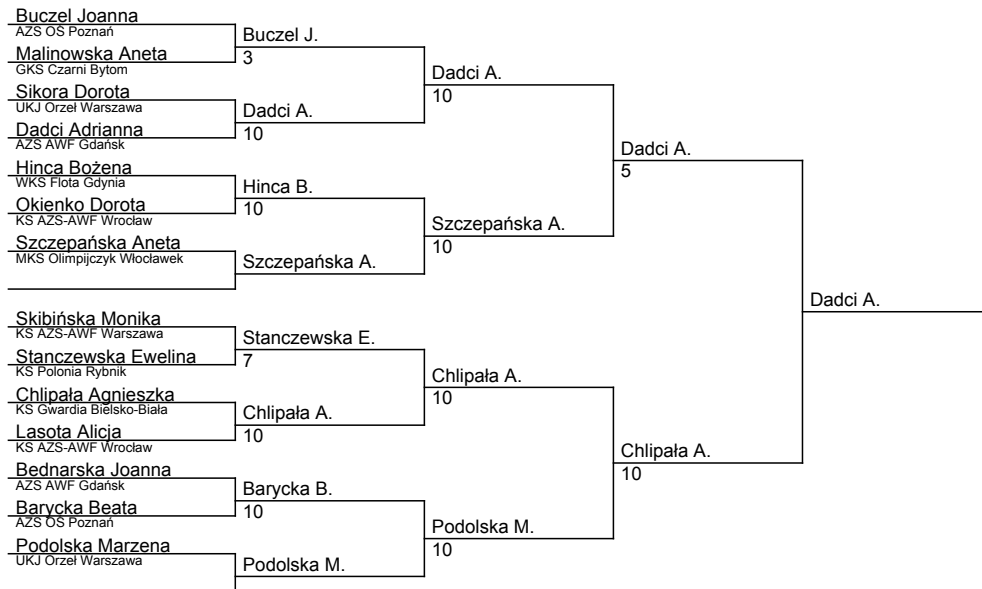 Buczel Joanna
AZS OŚ Poznań
Malinowska Aneta
GKS Czarni Bytom
Sikora Dorota
UKJ Orzeł Warszawa
Dadci Adrianna
AZS AWF Gdańsk
Hinca Bożena
WKS Flota Gdynia
Okienko Dorota
KS AZS-AWF Wrocław
Szczepańska Aneta
MKS Olimpijczyk Włocławek
Skibińska Monika
KS AZS-AWF Warszawa
Stanczewska Ewelina
KS Polonia Rybnik
Chlipała Agnieszka
KS Gwardia Bielsko-Biała
Lasota Alicja
KS AZS-AWF Wrocław
Bednarska Joanna
AZS AWF Gdańsk
Barycka Beata
AZS OŚ Poznań
Podolska Marzena
UKJ Orzeł Warszawa
Buczel J.
3
Dadci A.
10
Hinca B.
10
Szczepańska A.
Stanczewska E.
7
Chlipała A.
10
Barycka B.
10
Podolska M.
Dadci A.
10
Szczepańska A.
10
Chlipała A.
10
Podolska M.
10
Dadci A.
5
Chlipała A.
10
Dadci A.